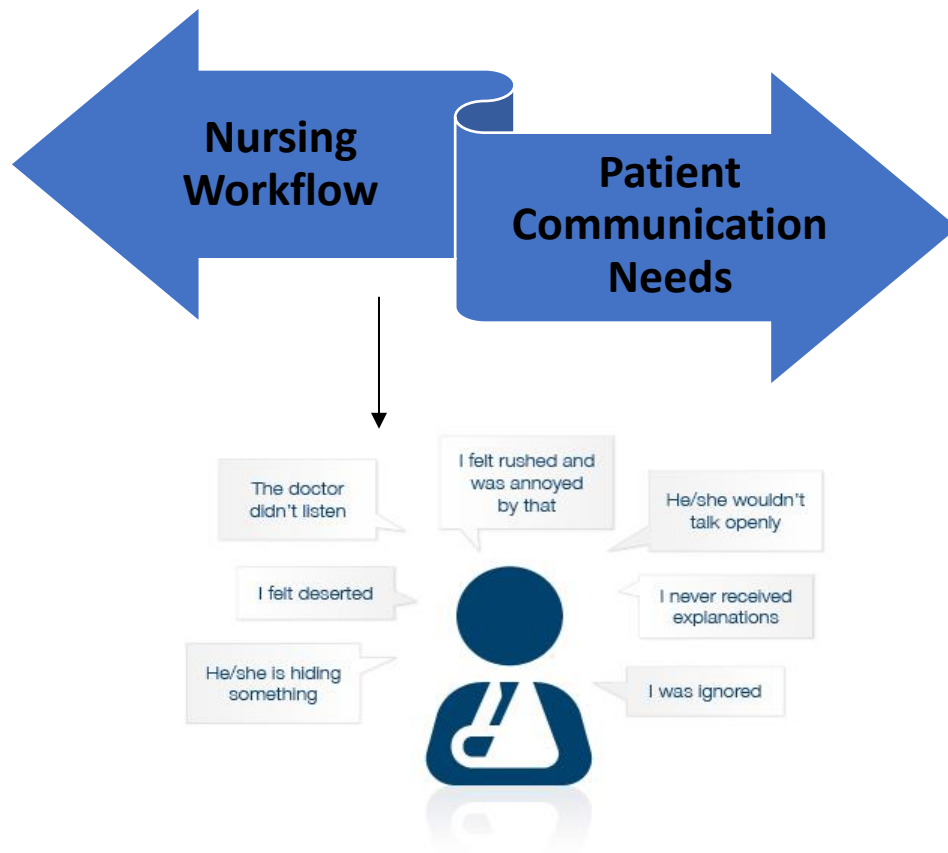 Nursing
Workflow
Patient
Communication
Needs
I felt rushed and
was annoyed
by that
The doctor
didn't listen
He/she wouldn't
talk openly
I felt deserted
I never received
explanations
He/she is hiding
something
I was ignored